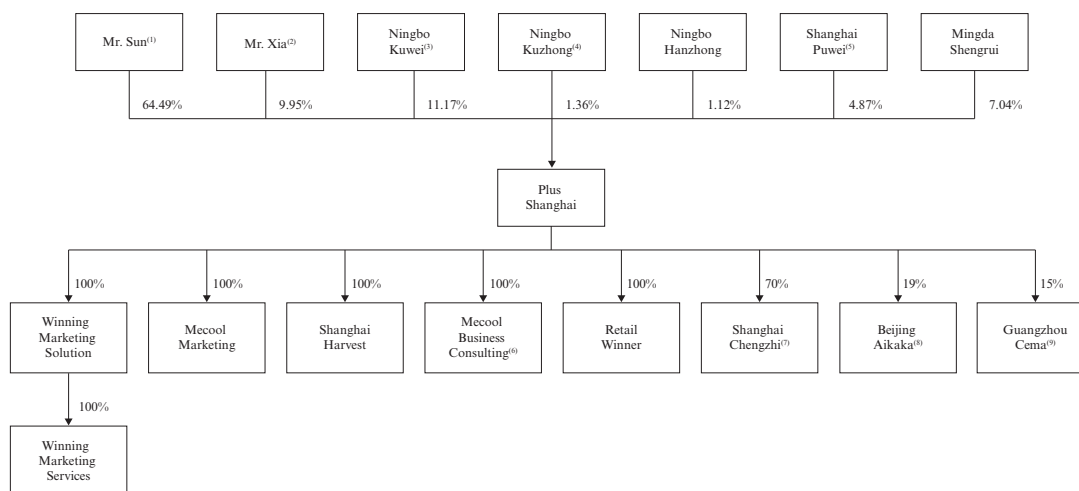 Mr. Sun(1)
Mr. Xia(2)
Ningbo
Kuwei(3)
Ningbo
Kuzhong(4)
Ningbo
Hanzhong
Shanghai
Puwei(5)
Mingda
Shengrui
64.49%
9.95%
11.17%
1.36%
1.12%
4.87%
7.04%
Plus
Shanghai
100%
100%
100%
100%
100%
70%
19%
15%
Winning
Marketing
Solution
Mecool
Marketing
Shanghai
Harvest
Mecool
Business
Consulting(6)
Retail
Winner
Shanghai
Chengzhi(7)
Beijing
Aikaka(8)
Guangzhou
Cema(9)
100%
Winning
Marketing
Services